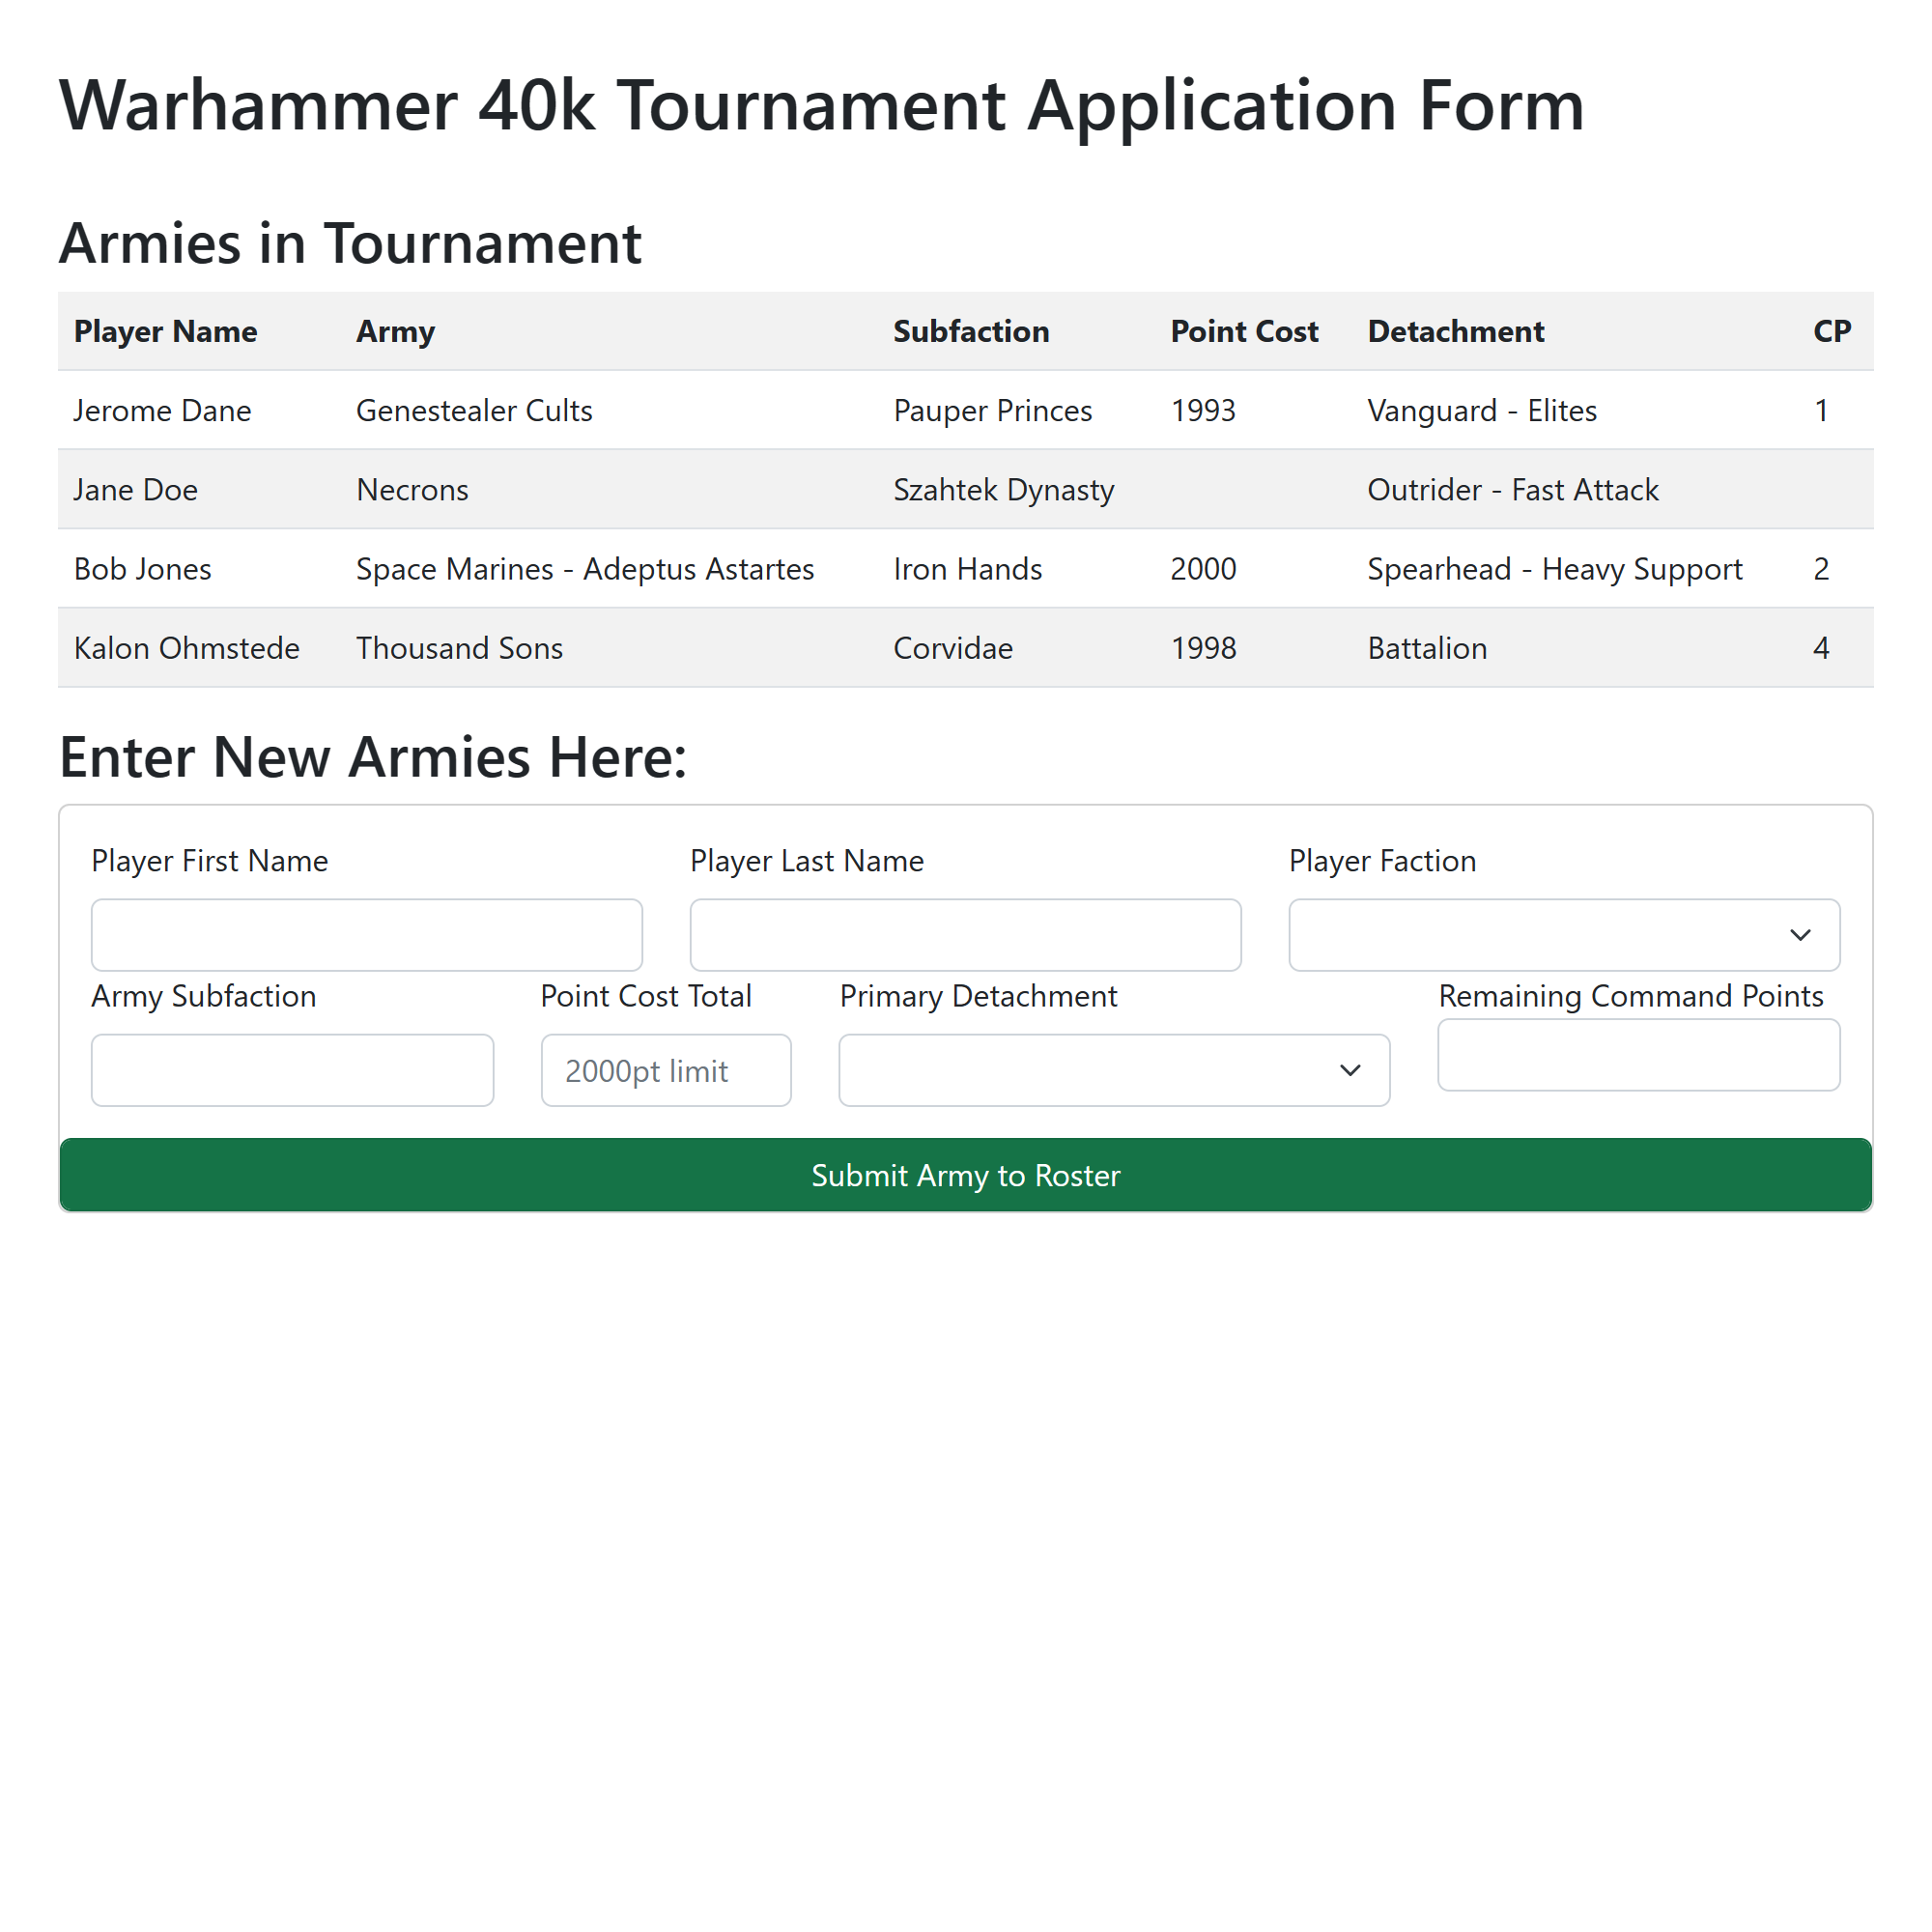 Warhammer 40k Tournament Application Form
Armies in Tournament
Player Name Army Subfaction Point Cost Detachment CP
Jerome Dane Genestealer Cults Pauper Princes 1993 Vanguard - Elites 1
Jane Doe Necrons Szahtek Dynasty Outrider - Fast Attack
Bob Jones Space Marines - Adeptus Astartes Iron Hands 2000 Spearhead - Heavy Support 2
Kalon Ohmstede Thousand Sons Corvidae 1998 Battalion 4
Enter New Armies Here:
Player First Name Player Last Name Player Faction
Army Subfaction Point Cost Total Primary Detachment Remaining Command Points
2000pt limit
Submit Army to Roster